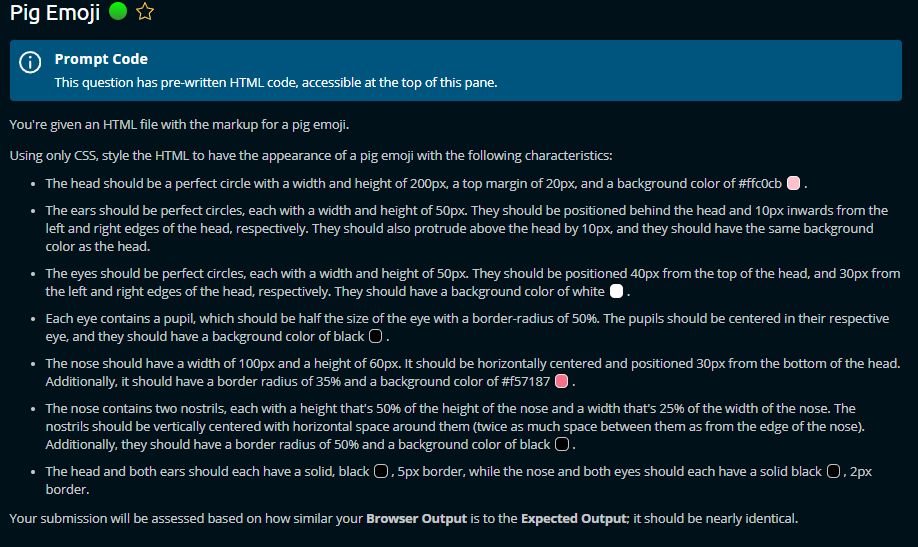 Pig Emoji
Prompt Code
This question has pre-written HTML code, accessible at the top of this pane.
You're given an HTML file with the markup for a pig emoji.
Using only CSS, style the HTML to have the appearance of a pig emoji with the following characteristics:
• The head should be a perfect circle with a width and height of 200px, a top margin of 20px, and a background color of #ffc0cb .
• The ears should be perfect circles, each with a width and height of 50px. They should be positioned behind the head and 10px inwards from the
left and right edges of the head, respectively. They should also protrude above the head by 10px, and they should have the same background
color as the head.
• The eyes should be perfect circles, each with a width and height of 50px. They should be positioned 40px from the top of the head, and 30px from
the left and right edges of the head, respectively. They should have a background color of white .
• Each eye contains a pupil, which should be half the size of the eye with a border-radius of 50%. The pupils should be centered in their respective
eye, and they should have a background color of black .
• The nose should have a width of 100px and a height of 60px. It should be horizontally centered and positioned 30px from the bottom of the head.
Additionally, it should have a border radius of 35% and a background color of #f57187 .
• The nose contains two nostrils, each with a height that's 50% of the height of the nose and a width that's 25% of the width of the nose. The
nostrils should be vertically centered with horizontal space around them (twice as much space between them as from the edge of the nose).
Additionally, they should have a border radius of 50% and a background color of black .
• The head and both ears should each have a solid, black , 5px border, while the nose and both eyes should each have a solid black , 2px
border.
Your submission will be assessed based on how similar your Browser Output is to the Expected Output; it should be nearly identical.